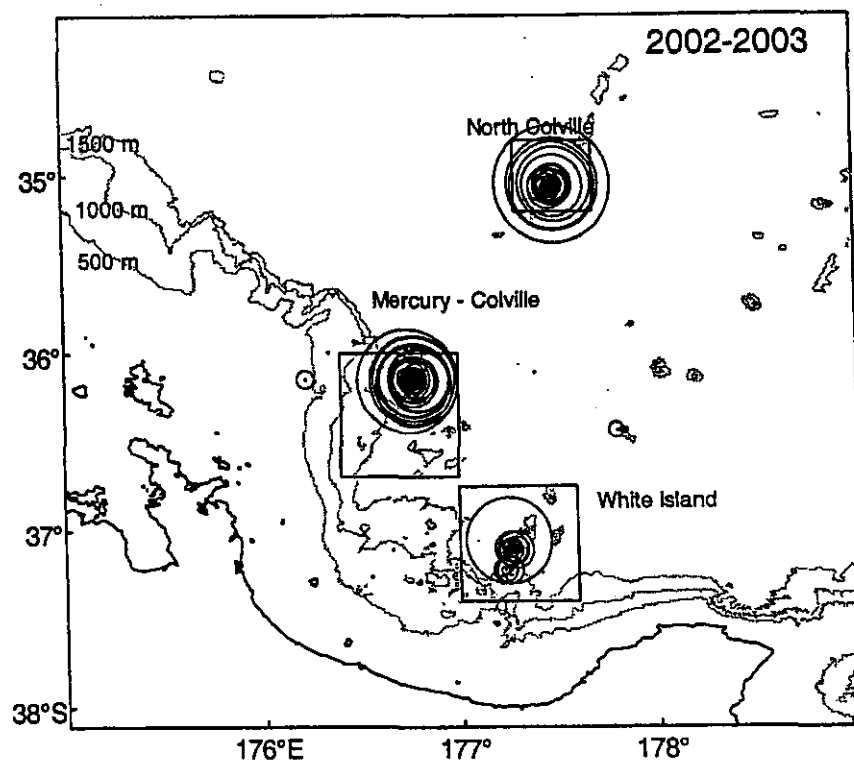 2002-2003
North Colville
1500 m
35°
1000 m
500 m
Mercury - Colville
36°
White Island
37°
38°S
176°E
177°
178°